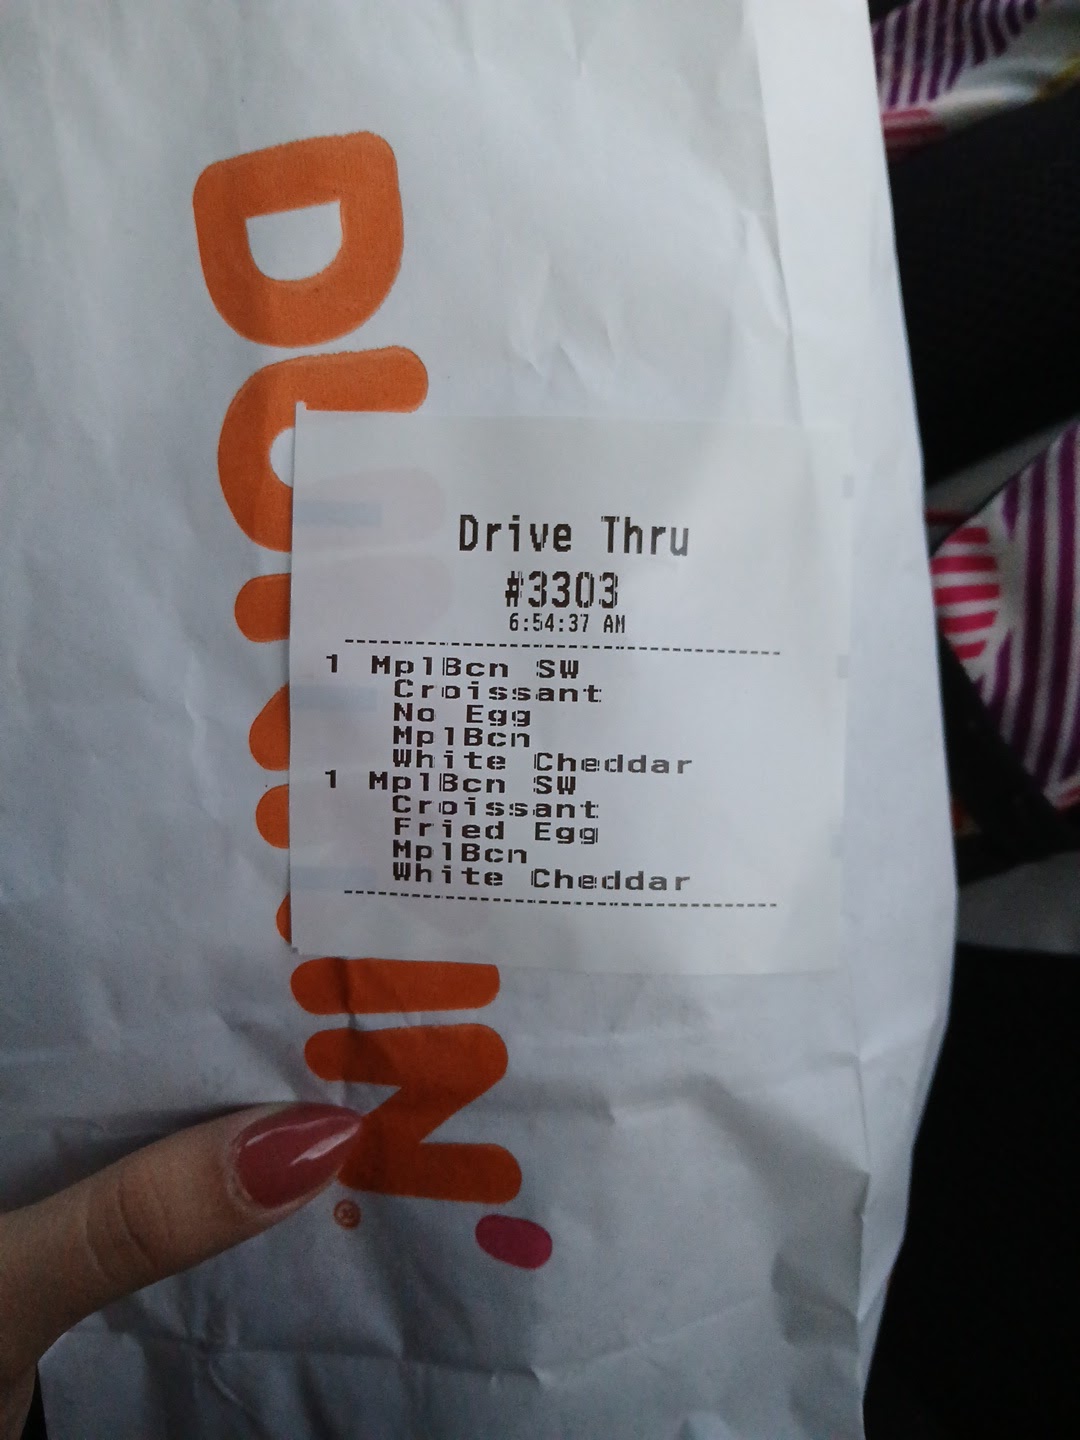 DUNKIN'
®
Drive Thru
#3303
6:54:37 AM
1 MplBcn SW
Croissant
No Egg
MplBcn
White Cheddar
1 MplBcn SW
Croissant
Fried Egg
MplBcn
White Cheddar